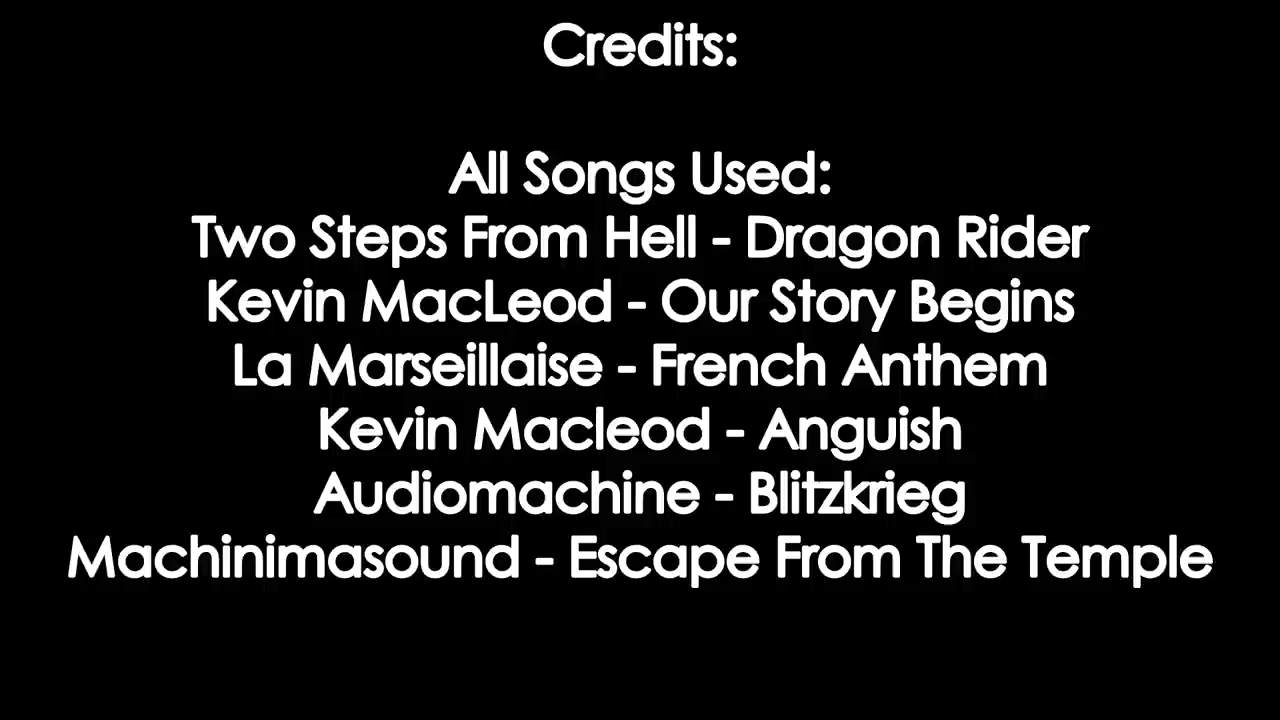 Credits:
All Songs Used:
Two Steps From Hell - Dragon Rider
Kevin MacLeod - Our Story Begins
La Marseillaise - French Anthem
Kevin Macleod - Anguish
Audiomachine - Blitzkrieg
Machinimasound - Escape From The Temple